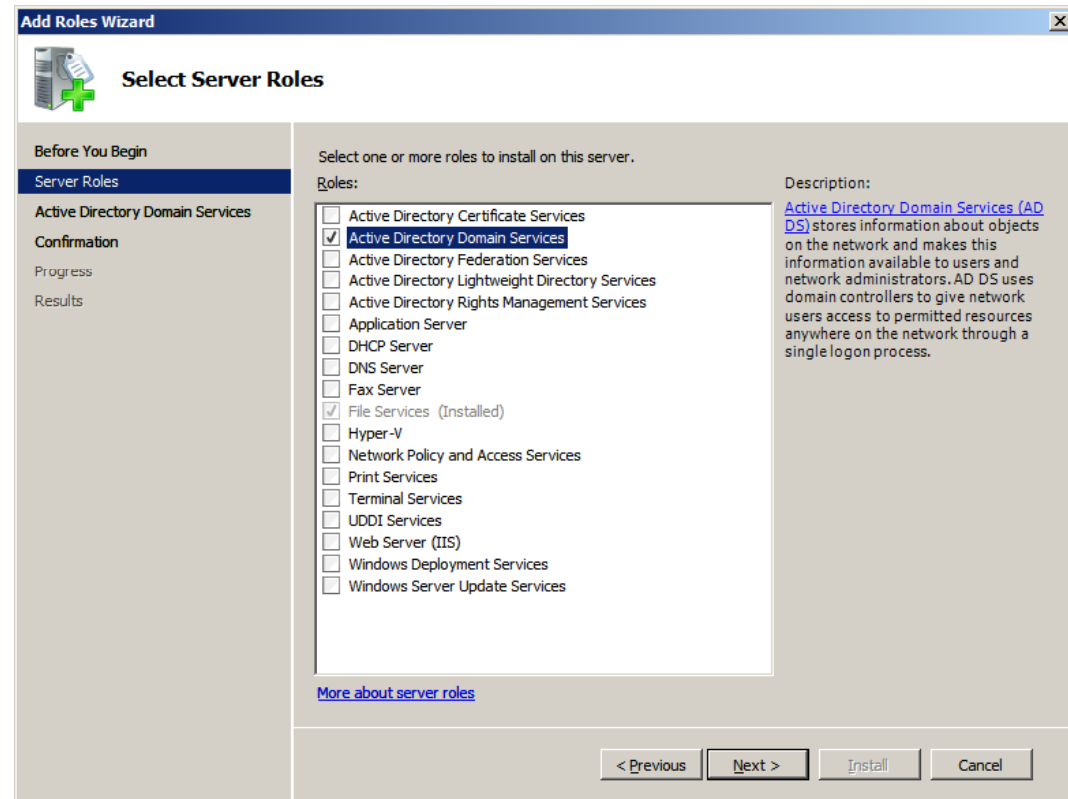 Add Roles Wizard
Select Server Roles
Before You Begin
Server Roles
Active Directory Domain Services
Confirmation
Progress
Results
Select one or more roles to install on this server.
Roles:
Active Directory Certificate Services
Active Directory Domain Services
Active Directory Federation Services
Active Directory Lightweight Directory Services
Active Directory Rights Management Services
Application Server
DHCP Server
DNS Server
Fax Server
File Services (Installed)
Hyper-V
Network Policy and Access Services
Print Services
Terminal Services
UDDI Services
Web Server (IIS)
Windows Deployment Services
Windows Server Update Services
More about server roles
Description:
Active Directory Domain Services (AD
DS) stores information about objects
on the network and makes this
information available to users and
network administrators. AD DS uses
domain controllers to give network
users access to permitted resources
anywhere on the network through a
single logon process.
< Previous
Next >
Install
Cancel